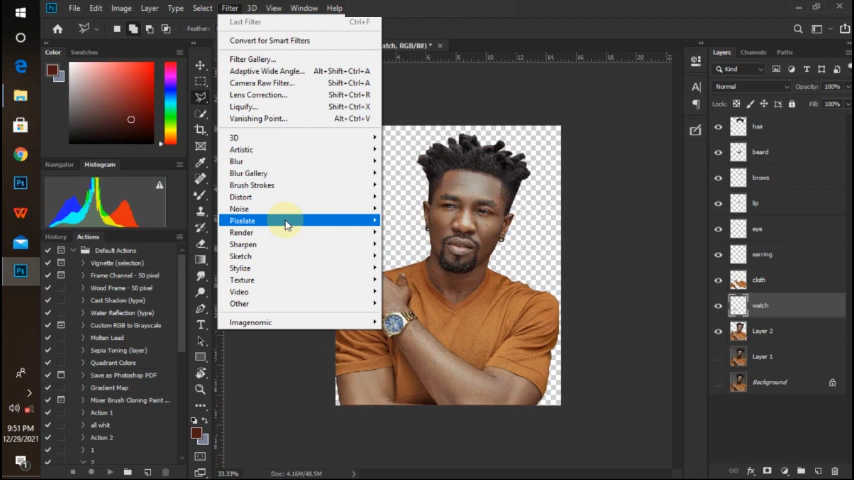 File Edit Image Layer Type Select Filter 3D View Window Help
Feather:
watch, RGB/8#) *
Last Filter Ctrl+F
Convert for Smart Filters
Filter Gallery...
Adaptive Wide Angle... Alt+Shift+Ctrl+A
Camera Raw Filter... Shift+Ctrl+A
Lens Correction... Shift+Ctrl+R
Liquify... Shift+Ctrl+X
Vanishing Point... Alt+Ctrl+V
3D
Artistic
Blur
Blur Gallery
Brush Strokes
Distort
Noise
Pixelate
Render
Sharpen
Sketch
Stylize
Texture
Video
Other
Imagenomic
Color Swatches
Navigator Histogram
History Actions
Default Actions
Vignette (selection)
Frame Channel - 50 pixel
Wood Frame - 50 pixel
Cast Shadow (type)
Water Reflection (type)
Custom RGB to Grayscale
Molten Lead
Sepia Toning (layer)
Quadrant Colors
Save as Photoshop PDF
Gradient Map
Mixer Brush Cloning Paint ...
Action 1
all whit
Action 2
1
2
33.33% Doc: 4.16M/48.5M
Layers Channels Paths
Kind
Normal Opacity: 100%
Lock: Fill: 100%
hair
beard
brows
lip
eye
earring
cloth
watch
Layer 2
Layer 1
Background
9:51 PM
12/29/2021